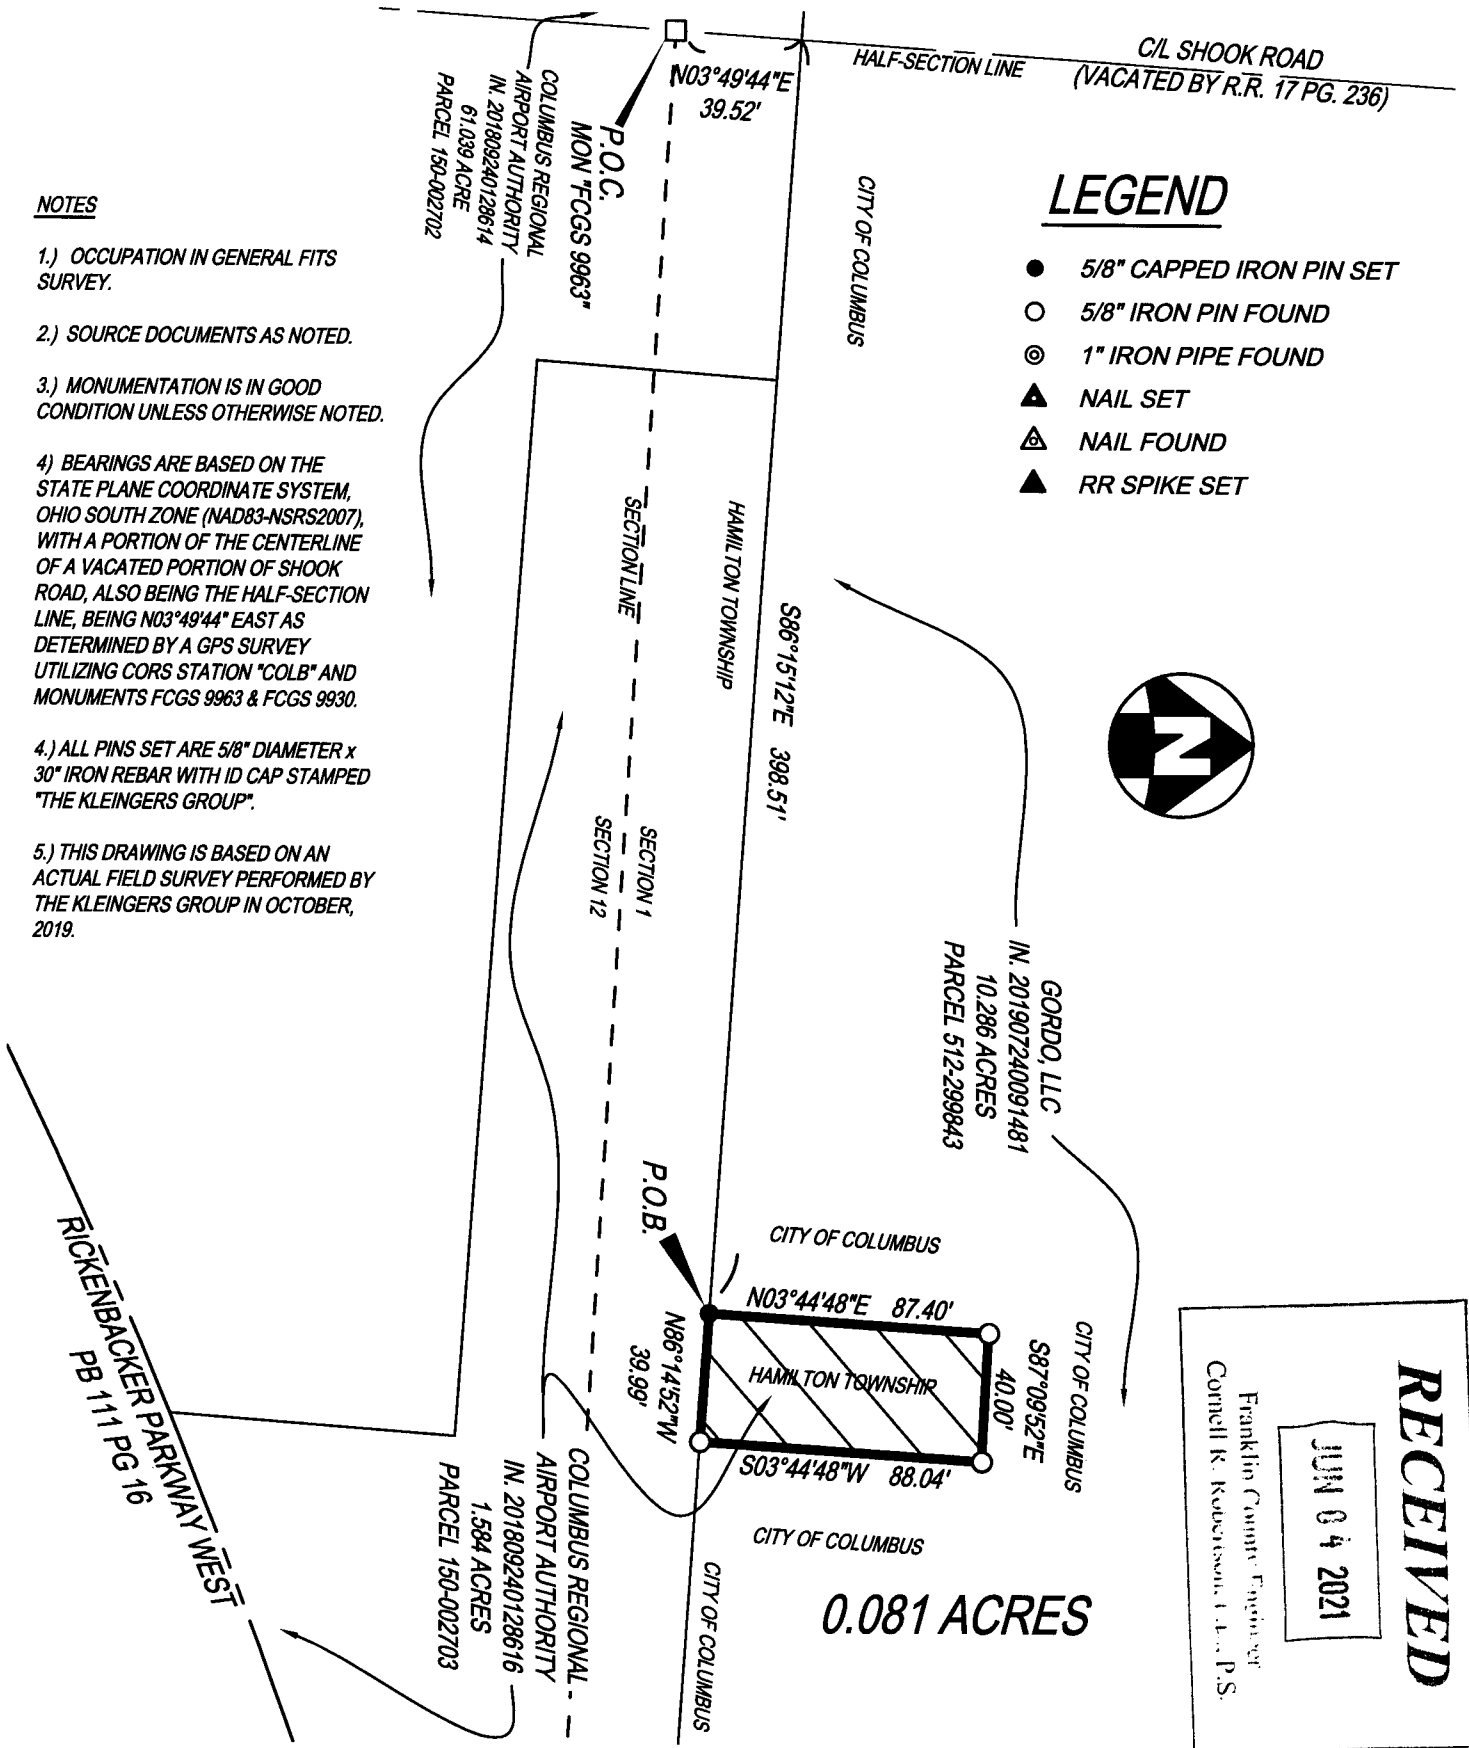 C/L SHOOK ROAD
(VACATED BY R.R. 17 PG. 236)
HALF-SECTION LINE
N03°49'44"E
39.52'
P.O.C.
MON "FCGS 9963"
COLUMBUS REGIONAL
AIRPORT AUTHORITY
IN. 201809240128614
61.039 ACRE
PARCEL 150-002702
CITY OF COLUMBUS
LEGEND
5/8" CAPPED IRON PIN SET
5/8" IRON PIN FOUND
1" IRON PIPE FOUND
NAIL SET
NAIL FOUND
RR SPIKE SET
NOTES
1.) OCCUPATION IN GENERAL FITS
SURVEY.
2.) SOURCE DOCUMENTS AS NOTED.
3.) MONUMENTATION IS IN GOOD
CONDITION UNLESS OTHERWISE NOTED.
4) BEARINGS ARE BASED ON THE
STATE PLANE COORDINATE SYSTEM,
OHIO SOUTH ZONE (NAD83-NSRS2007),
WITH A PORTION OF THE CENTERLINE
OF A VACATED PORTION OF SHOOK
ROAD, ALSO BEING THE HALF-SECTION
LINE, BEING N03°49'44" EAST AS
DETERMINED BY A GPS SURVEY
UTILIZING CORS STATION "COLB" AND
MONUMENTS FCGS 9963 & FCGS 9930.
4.) ALL PINS SET ARE 5/8" DIAMETER x
30" IRON REBAR WITH ID CAP STAMPED
"THE KLEINGERS GROUP".
5.) THIS DRAWING IS BASED ON AN
ACTUAL FIELD SURVEY PERFORMED BY
THE KLEINGERS GROUP IN OCTOBER,
2019.
SECTION LINE
HAMILTON TOWNSHIP
S86°15'12"E 398.51'
SECTION 1
SECTION 12
N
GORDO, LLC
IN. 201907240091481
10.286 ACRES
PARCEL 512-299843
P.O.B.
CITY OF COLUMBUS
N03°44'48"E 87.40'
HAMILTON TOWNSHIP
S87°09'52"E
40.00'
CITY OF COLUMBUS
N86°14'52"W
39.99'
S03°44'48"W 88.04'
CITY OF COLUMBUS
CITY OF COLUMBUS
0.081 ACRES
COLUMBUS REGIONAL
AIRPORT AUTHORITY
IN. 201809240128616
1.584 ACRES
PARCEL 150-002703
RICKENBACKER PARKWAY WEST
PB 111 PG 16
RECEIVED
JUN 04 2021
Franklin County Engineer
Cornell R. Robertson, P.S.